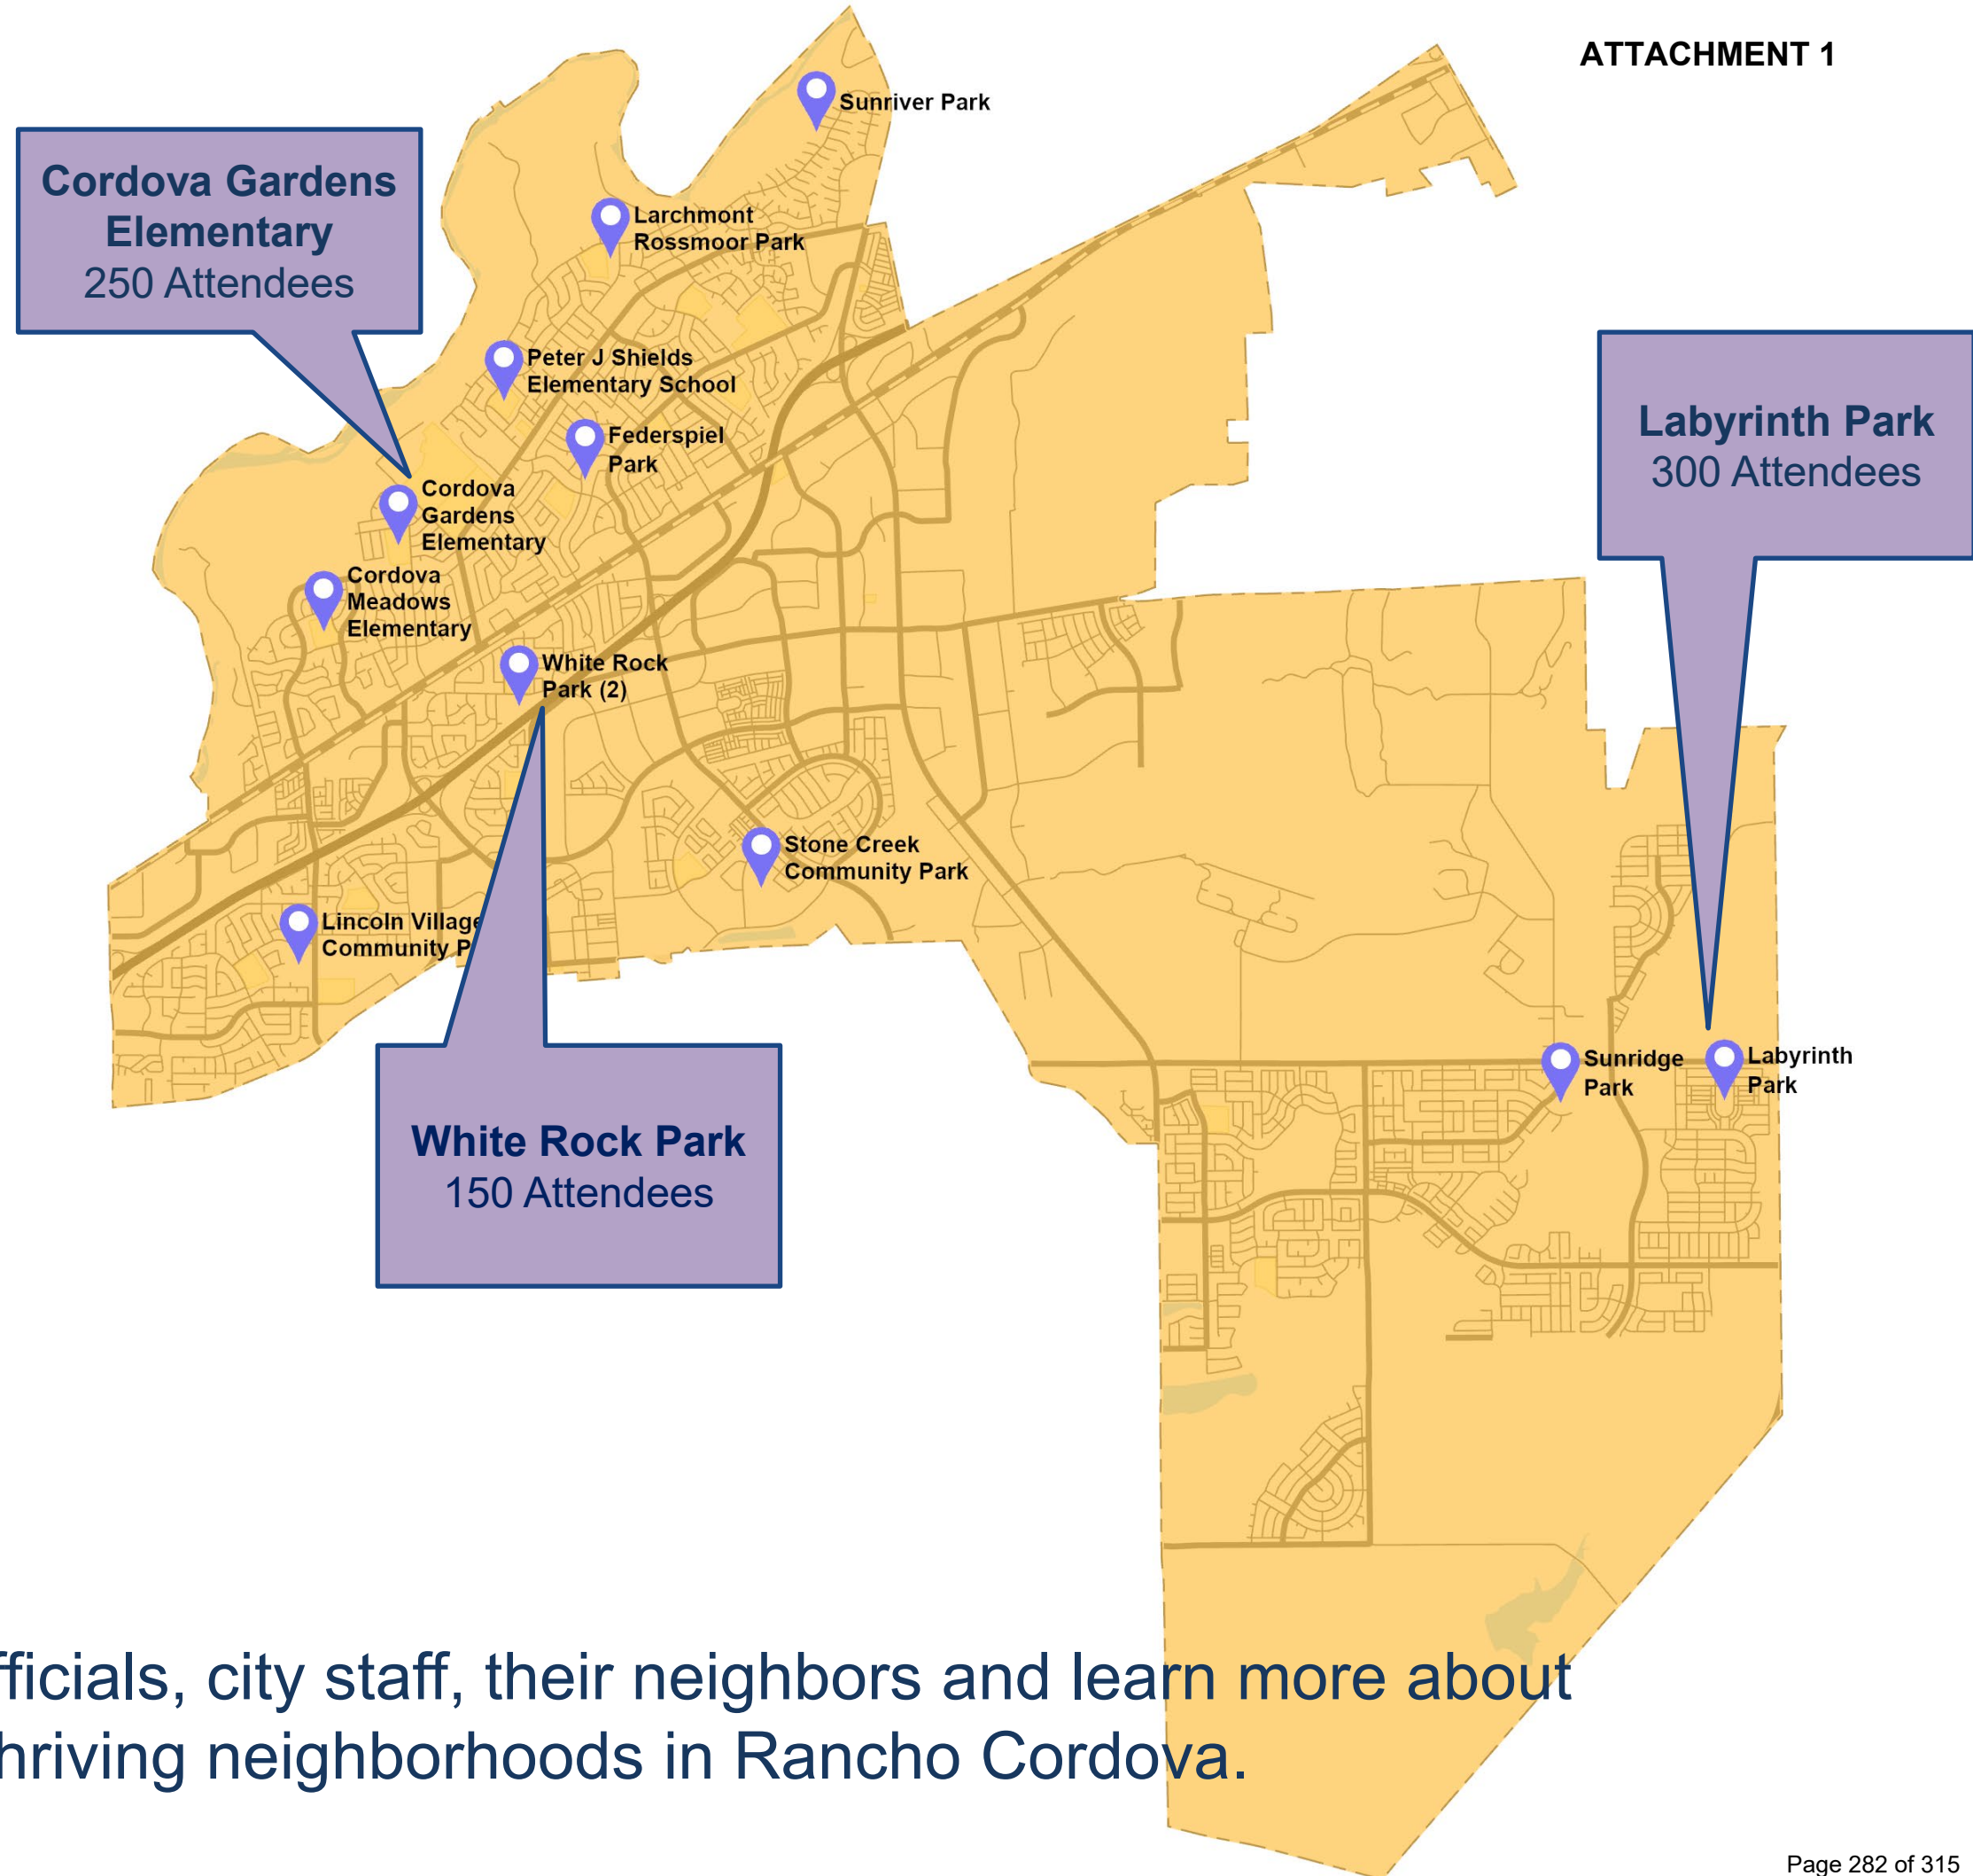 ATTACHMENT 1
Sunriver Park
Cordova Gardens
Elementary
250 Attendees
Larchmont
Rossmoor Park
Peter J Shields
Elementary School
Labyrinth Park
300 Attendees
Federspiel
Park
Cordova
Gardens
Elementary
Cordova
Meadows
Elementary
White Rock
Park (2)
Stone Creek
Community Park
Lincoln Village
Community P
Sunridge
Park
Labyrinth
Park
White Rock Park
150 Attendees
fficials, city staff, their neighbors and learn more about
hriving neighborhoods in Rancho Cordova.
Page 282 of 315